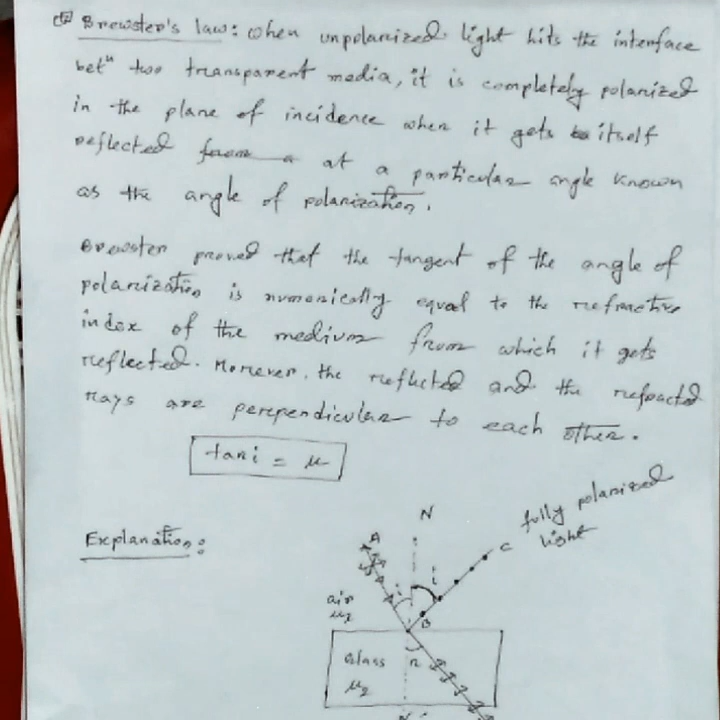 Brewster's law: When unpolarized light hits the interface
betⁿ two transparent media, it is completely polarized
in the plane of incidence when it gets itself
reflected from a at a particular angle known
as the angle of polarization.
Brewster proved that the tangent of the angle of
polarization is numerically equal to the refractive
index of the medium from which it gets
reflected. Moreover, the reflected and the refracted
rays are perpendicular to each other.
tan i = μ
Explanation:
N
fully polarized
light
A
C
i
i
air
μ1
B
Glass
r
μ2
N'